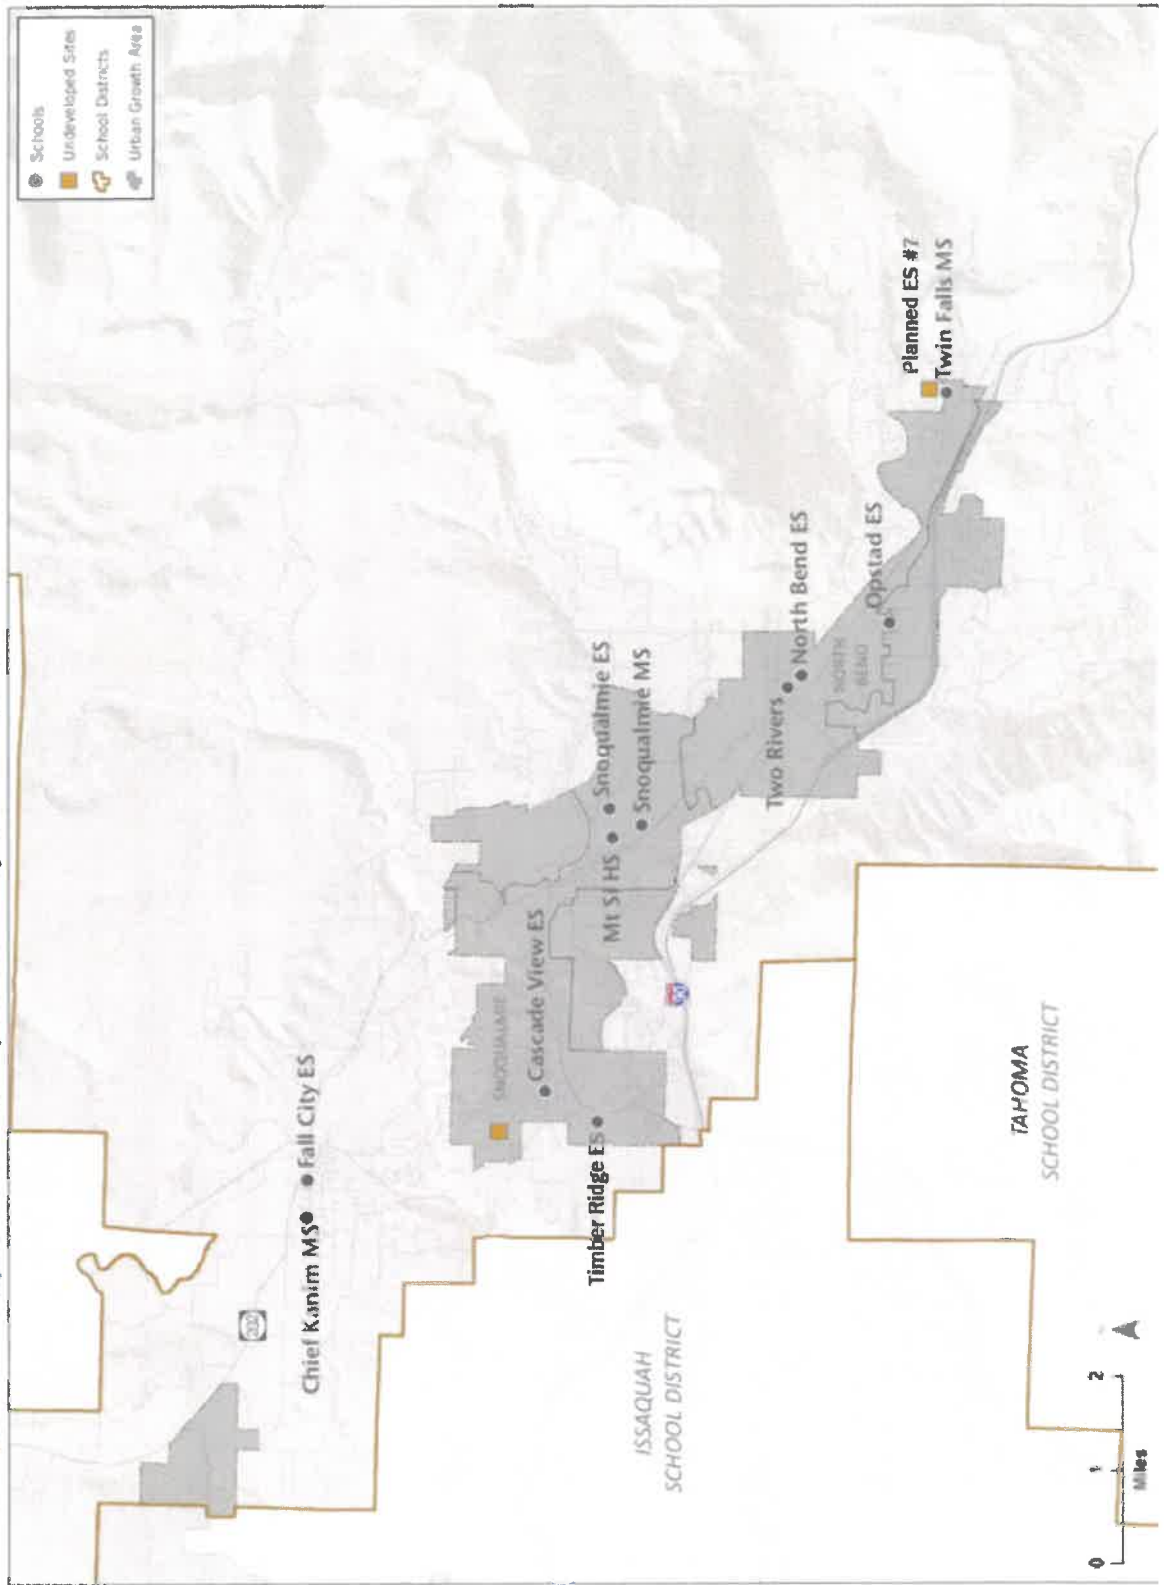 Schools
Undeveloped Sites
School Districts
Urban Growth Area
Planned ES #7
Twin Falls MS
Opstad ES
North Bend ES
Two Rivers
NORTH
BEND
Snoqualmie ES
Snoqualmie MS
Mt Si HS
Cascade View ES
SNOQUALMIE
Timber Ridge ES
Fall City ES
Chief Kanim MS
202
90
ISSAQUAH
SCHOOL DISTRICT
TAHOMA
SCHOOL DISTRICT
0 1 2
Miles